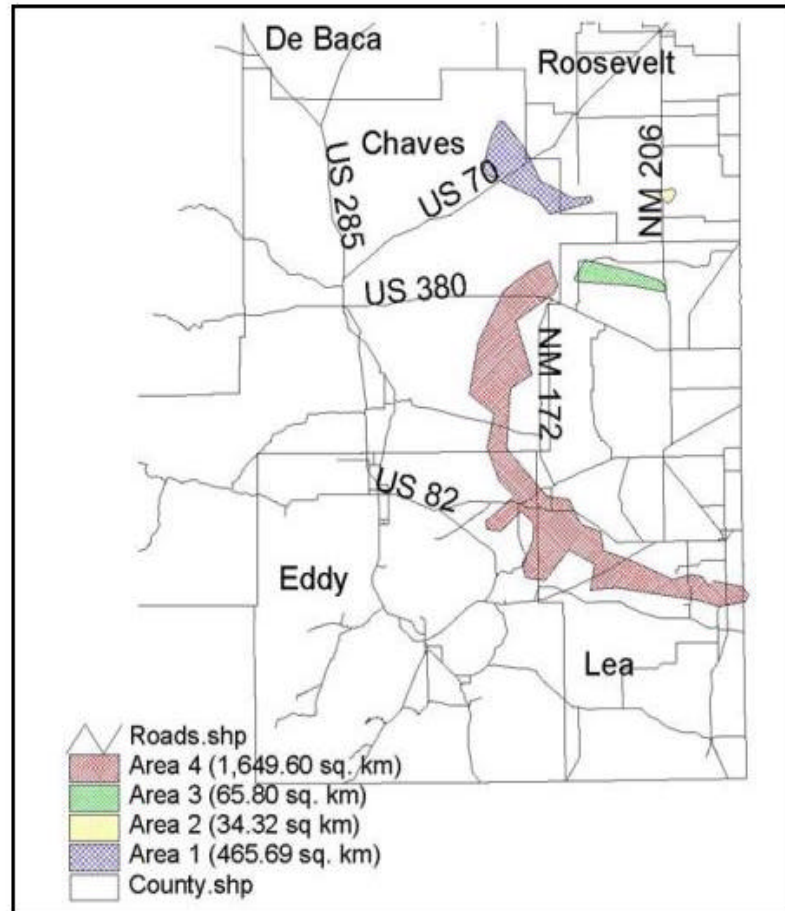 De Baca
Roosevelt
Chaves
NM 206
US 70
US 285
US 380
NM 172
US 82
Eddy
Lea
Roads.shp
Area 4 (1,649.60 sq. km)
Area 3 (65.80 sq. km)
Area 2 (34.32 sq km)
Area 1 (465.69 sq. km)
County.shp